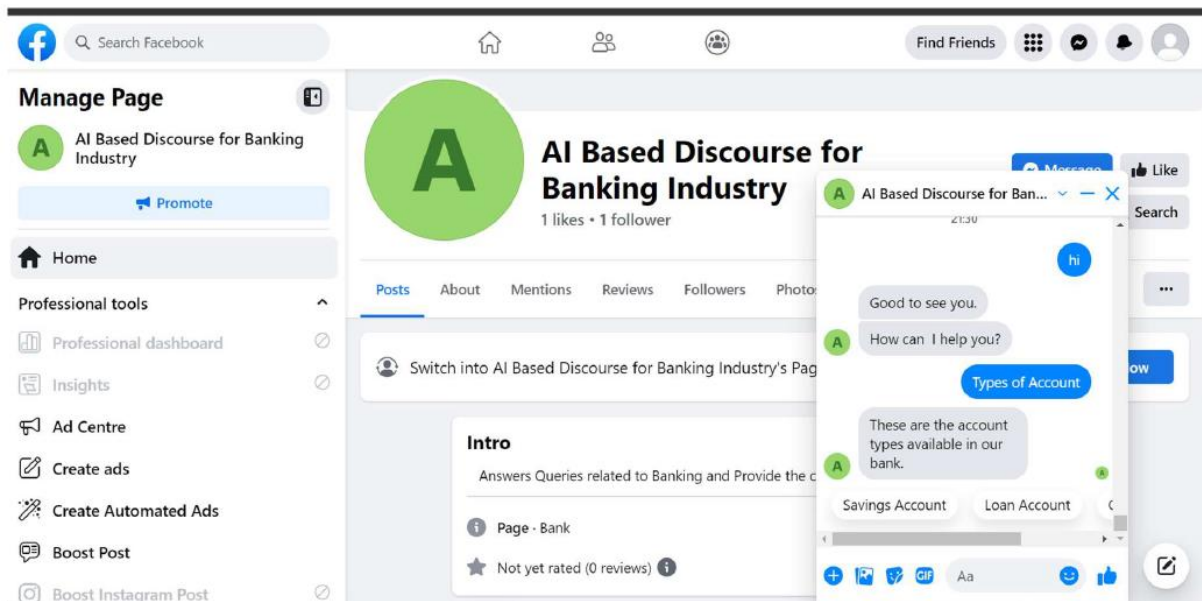 Search Facebook
Find Friends
Manage Page
A
AI Based Discourse for Banking
Industry
Promote
Home
Professional tools
Professional dashboard
Insights
Ad Centre
Create ads
Create Automated Ads
Boost Post
Boost Instagram Post
A
AI Based Discourse for
Banking Industry
1 likes • 1 follower
Message
Like
Search
Posts About Mentions Reviews Followers Photo
...
Switch into AI Based Discourse for Banking Industry's Pag
ow
Intro
Answers Queries related to Banking and Provide the c
Page · Bank
Not yet rated (0 reviews)
A AI Based Discourse for Ban...
21:30
hi
Good to see you.
A How can I help you?
Types of Account
These are the account
types available in our
A bank.
A
Savings Account Loan Account
GIF Aa